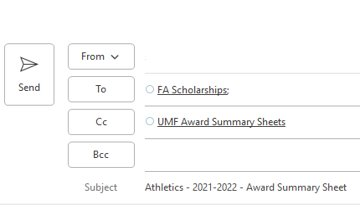 From
Send
To
FA Scholarships;
Cc
UMF Award Summary Sheets
Bcc
Subject
Athletics - 2021-2022 - Award Summary Sheet